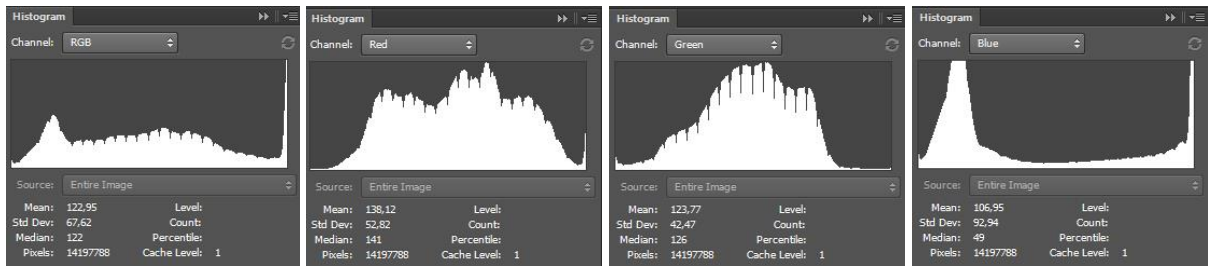 Histogram
Channel: RGB
Source: Entire Image
Mean: 122,95 Level:
Std Dev: 67,62 Count:
Median: 122 Percentile:
Pixels: 14197788 Cache Level: 1
Histogram
Channel: Red
Source: Entire Image
Mean: 138,12 Level:
Std Dev: 52,82 Count:
Median: 141 Percentile:
Pixels: 14197788 Cache Level: 1
Histogram
Channel: Green
Source: Entire Image
Mean: 123,77 Level:
Std Dev: 42,47 Count:
Median: 126 Percentile:
Pixels: 14197788 Cache Level: 1
Histogram
Channel: Blue
Source: Entire Image
Mean: 106,95 Level:
Std Dev: 92,94 Count:
Median: 49 Percentile:
Pixels: 14197788 Cache Level: 1